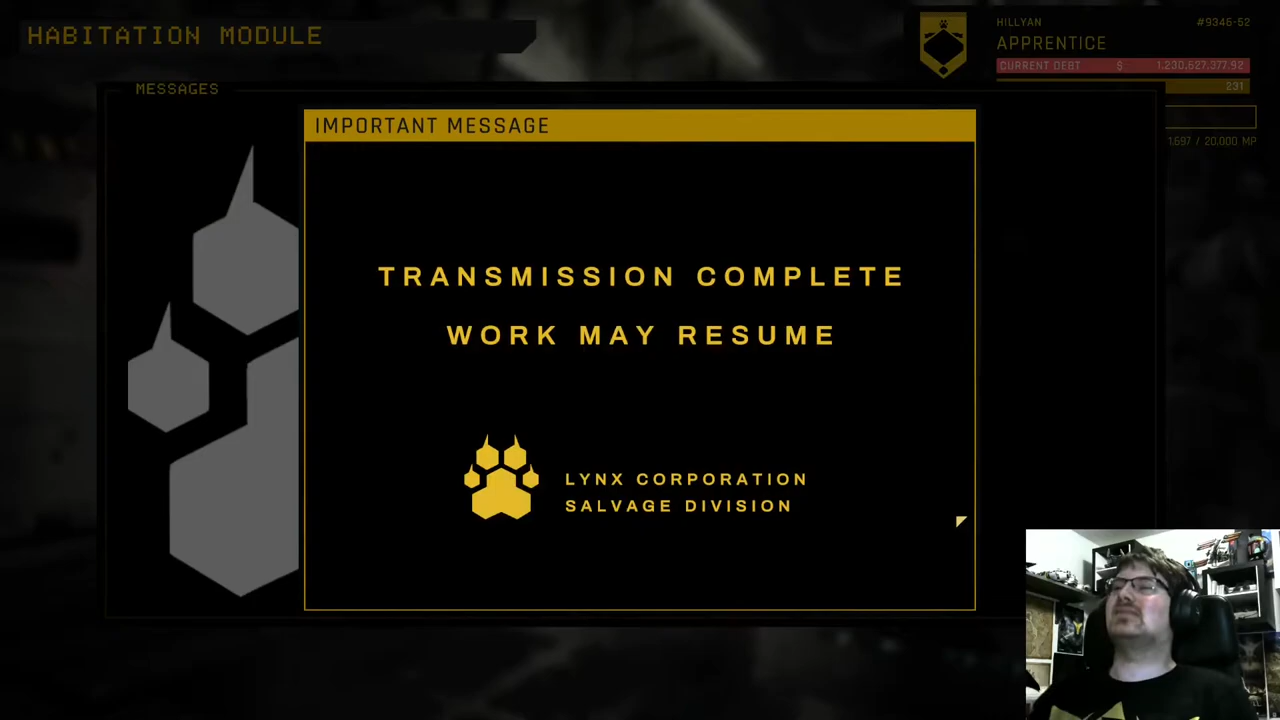 HABITATION MODULE
HILLYAN #9346-52
APPRENTICE
CURRENT DEBT $ 1,230,627,377.92
231
1,697 / 20,000 MP
MESSAGES
IMPORTANT MESSAGE
TRANSMISSION COMPLETE
WORK MAY RESUME
LYNX CORPORATION
SALVAGE DIVISION